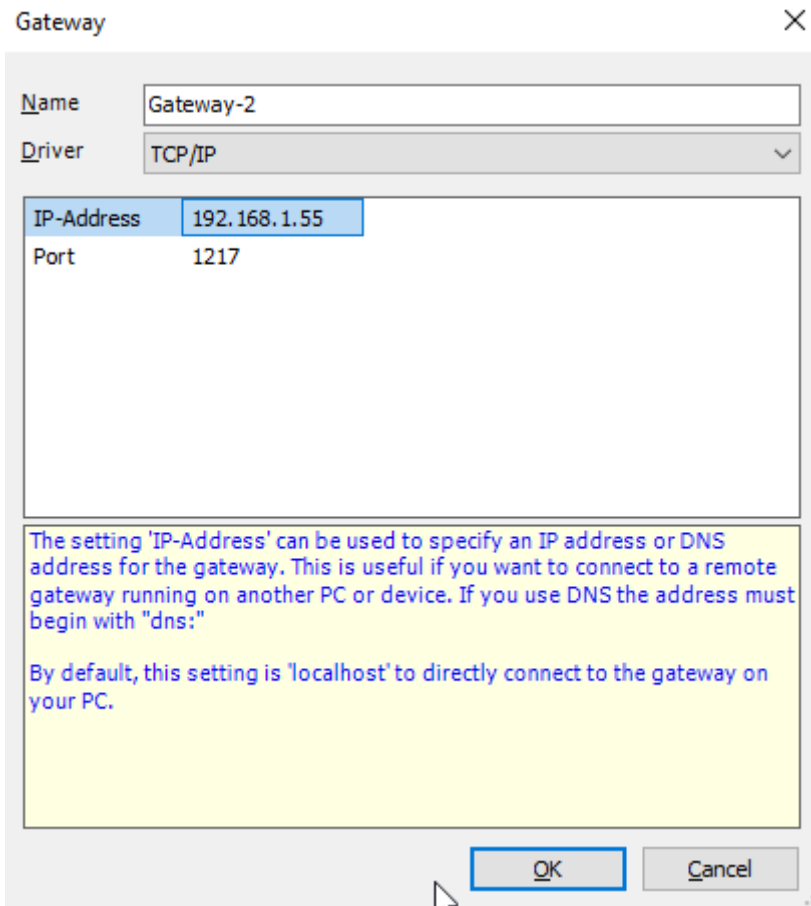 Gateway
Name Gateway-2
Driver TCP/IP
IP-Address 192.168.1.55
Port 1217
The setting 'IP-Address' can be used to specify an IP address or DNS
address for the gateway. This is useful if you want to connect to a remote
gateway running on another PC or device. If you use DNS the address must
begin with "dns:"
By default, this setting is 'localhost' to directly connect to the gateway on
your PC.
OK Cancel